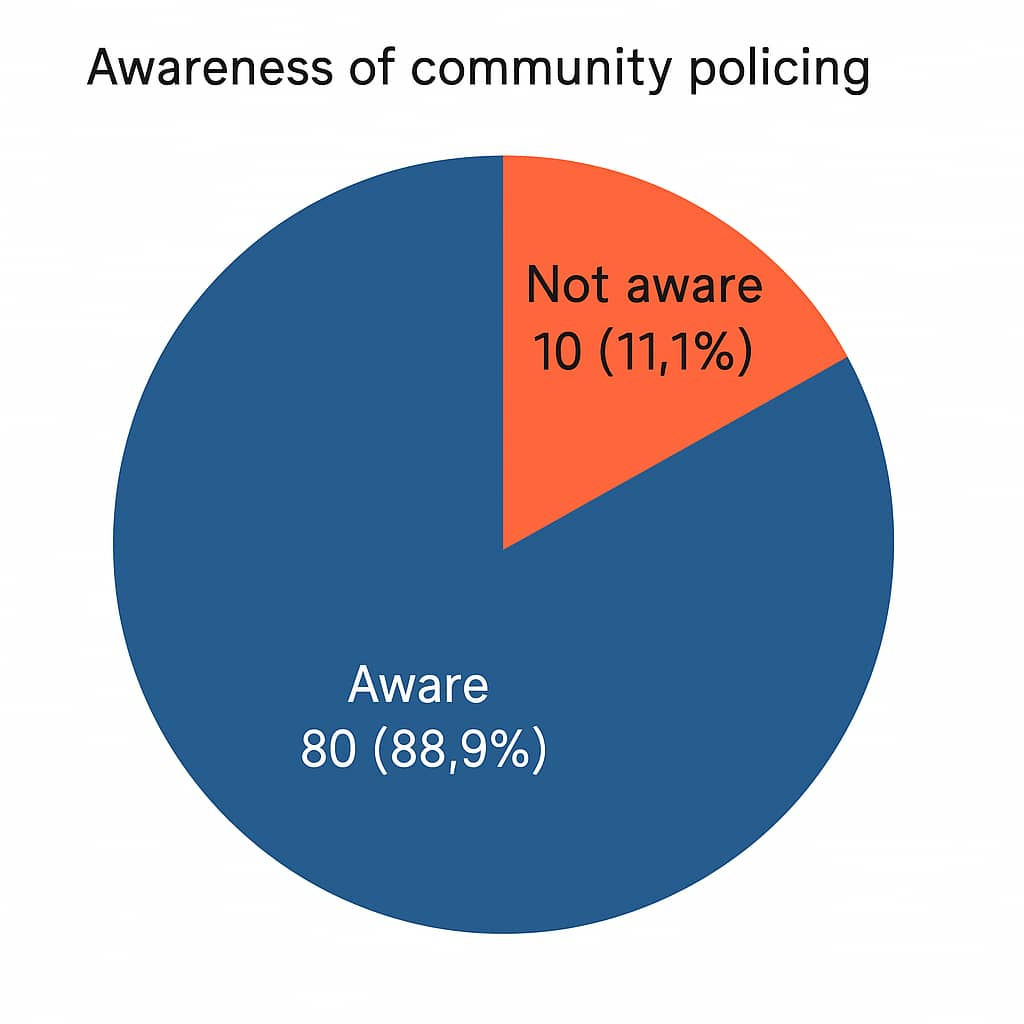 Awareness of community policing
Not aware
10 (11,1%)
Aware
80 (88,9%)